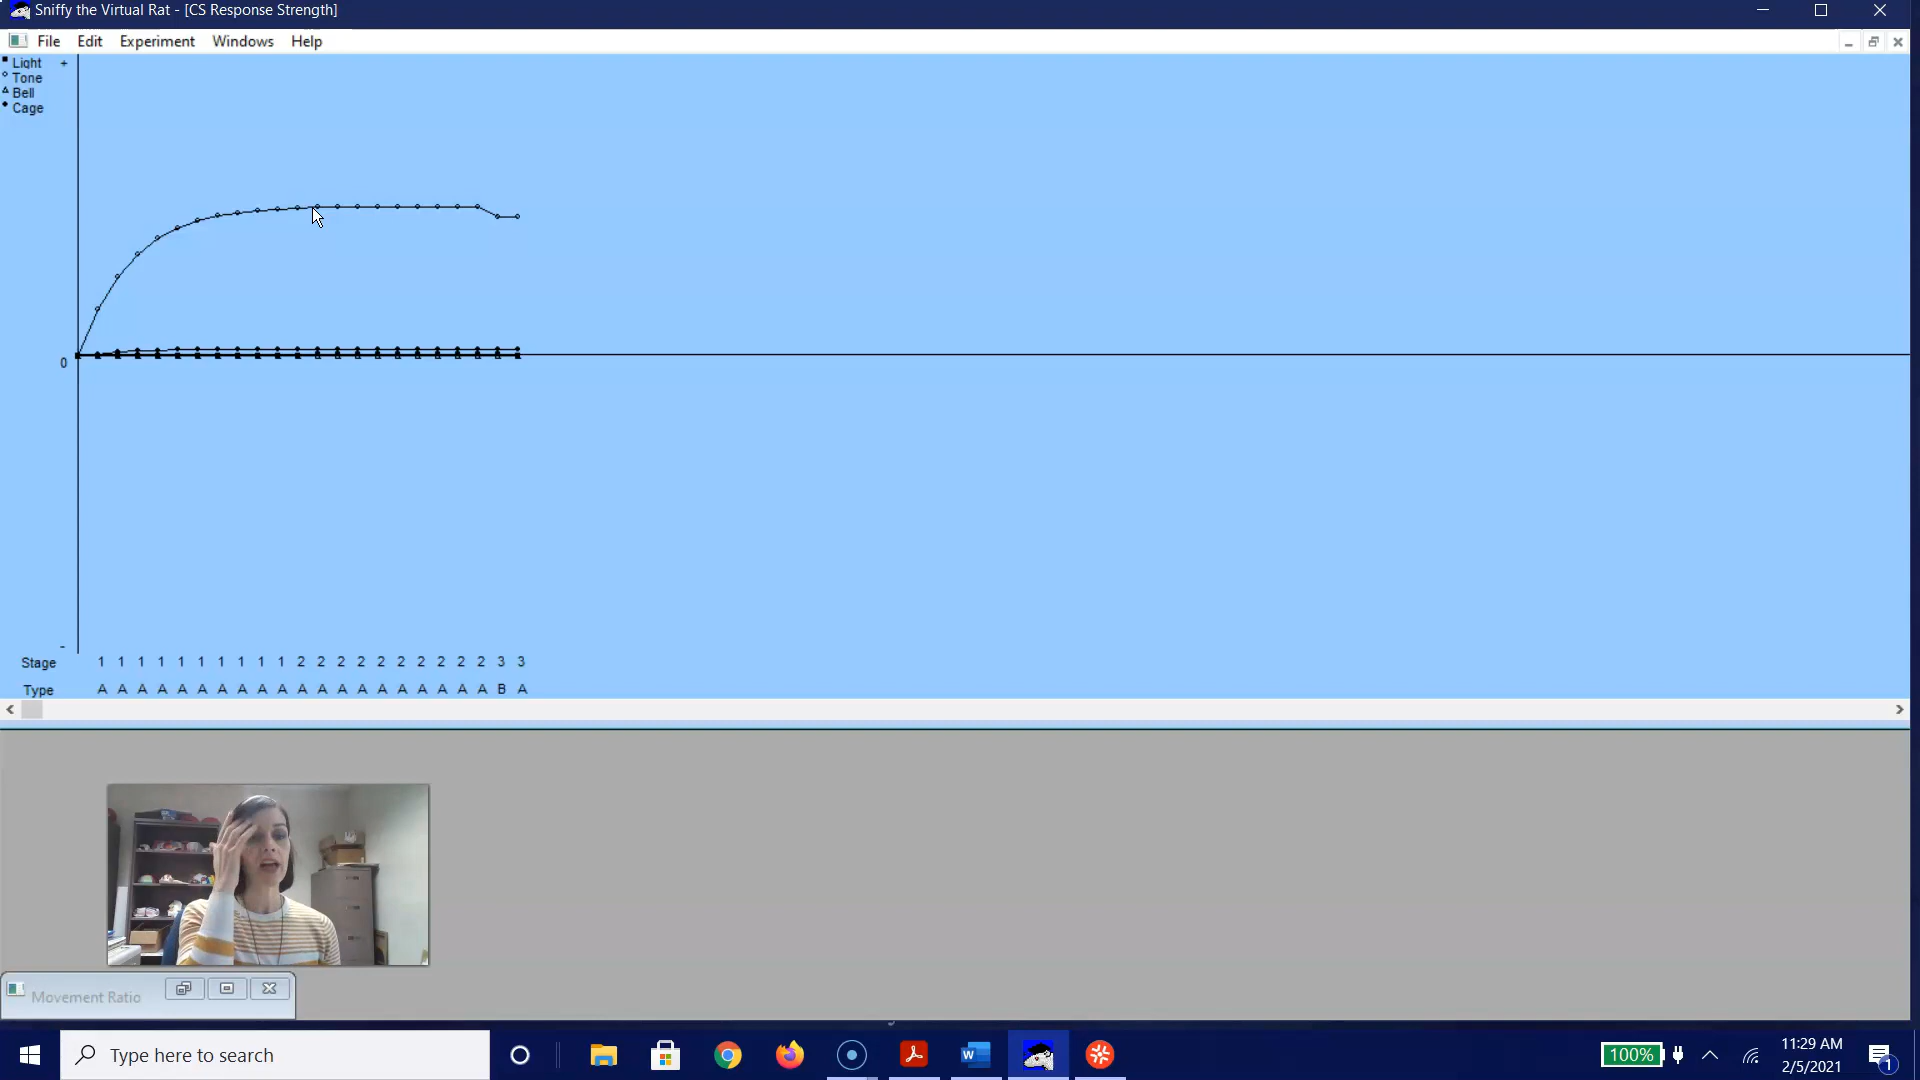 Sniffy the Virtual Rat - [CS Response Strength]
File Edit Experiment Windows Help
Light +
Tone
Bell
Cage
0
-
Stage 1 1 1 1 1 1 1 1 1 1 2 2 2 2 2 2 2 2 2 2 3 3
Type A A A A A A A A A A A A A A A A A A A A B A
Movement Ratio
Type here to search
W
100%
11:29 AM
2/5/2021
1